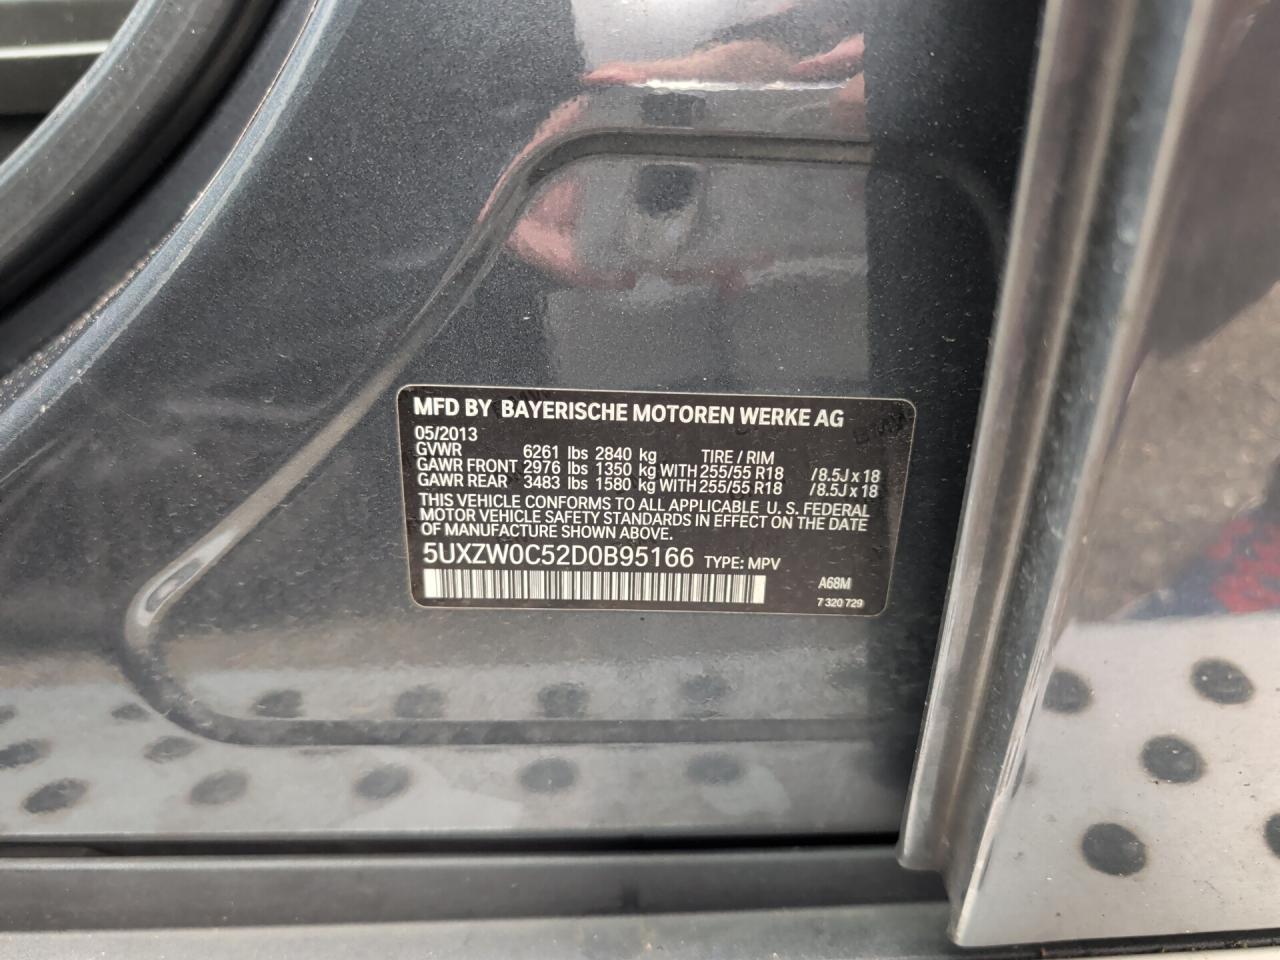 MFD BY BAYERISCHE MOTOREN WERKE AG
05/2013
GVWR 6261 lbs 2840 kg TIRE / RIM
GAWR FRONT 2976 lbs 1350 kg WITH 255/55 R18 /8.5J x 18
GAWR REAR 3483 lbs 1580 kg WITH 255/55 R18 /8.5J x 18
THIS VEHICLE CONFORMS TO ALL APPLICABLE U. S. FEDERAL
MOTOR VEHICLE SAFETY STANDARDS IN EFFECT ON THE DATE
OF MANUFACTURE SHOWN ABOVE.
5UXZW0C52D0B95166 TYPE: MPV
A68M
7 320 729